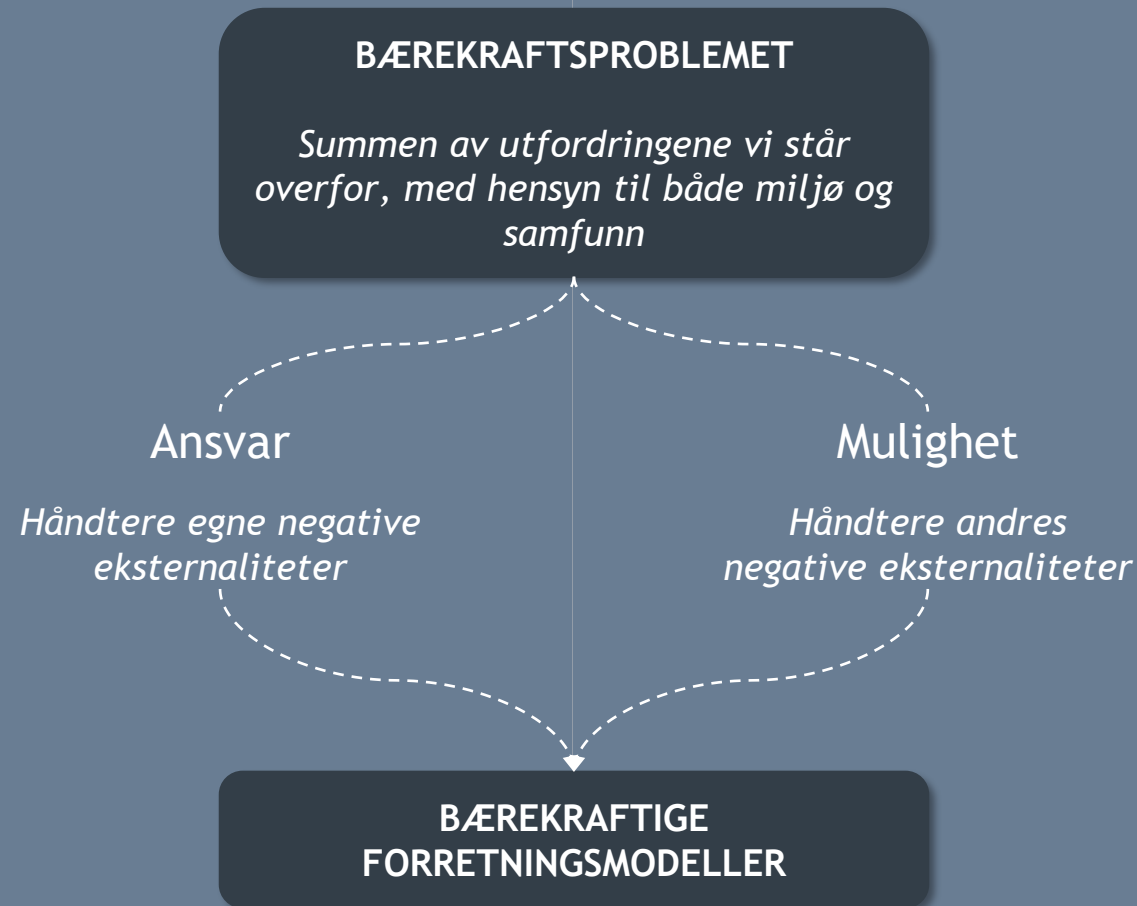 BÆREKRAFTSPROBLEMET
Summen av utfordringene vi står
overfor, med hensyn til både miljø og
samfunn
Ansvar
Håndtere egne negative
eksternaliteter
Mulighet
Håndtere andres
negative eksternaliteter
BÆREKRAFTIGE
FORRETNINGSMODELLER